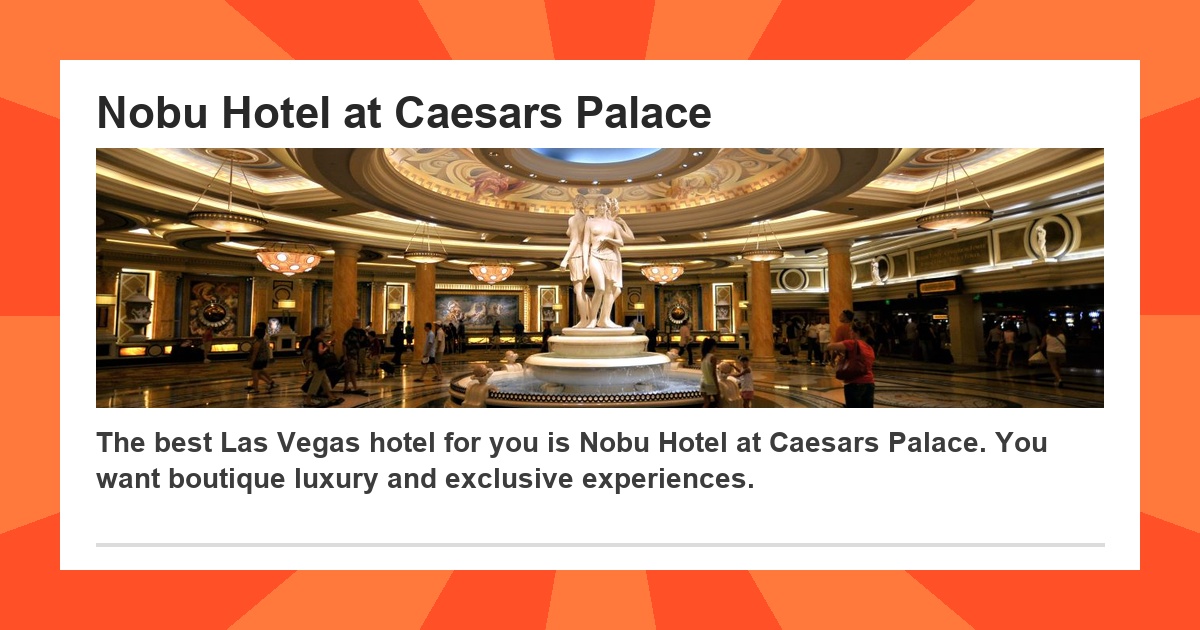 Nobu Hotel at Caesars Palace
The best Las Vegas hotel for you is Nobu Hotel at Caesars Palace. You
want boutique luxury and exclusive experiences.